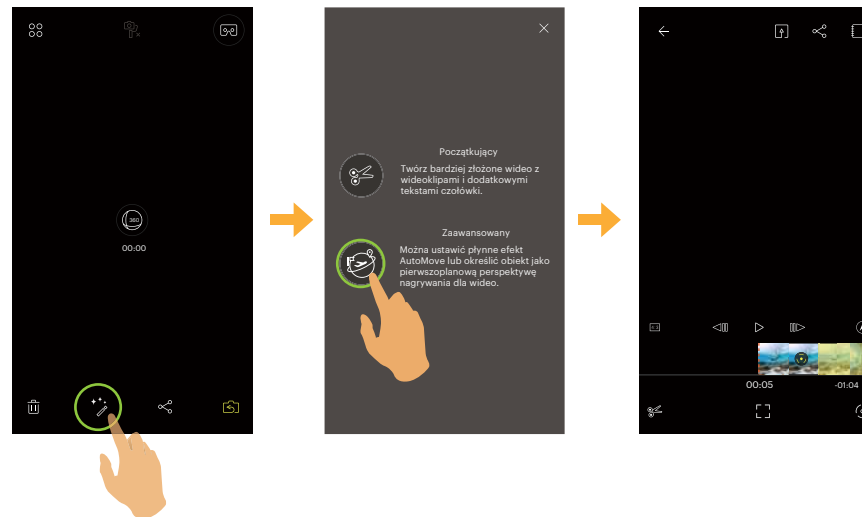 360
00:00
Początkujący
Twórz bardziej złożone wideo z
wideoklipami i dodatkowymi
tekstami czołówki.
Zaawansowany
Można ustawić płynne efekt
AutoMove lub określić obiekt jako
pierwszoplanową perspektywę
nagrywania dla wideo.
00:05
-01:04